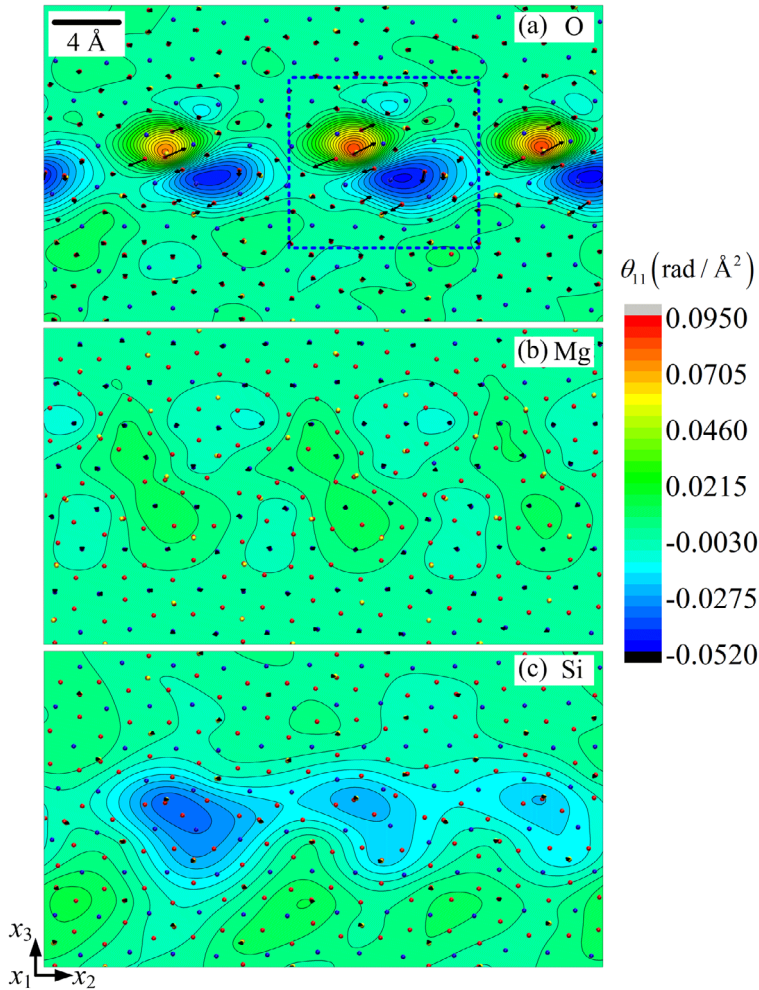 4 Å
(a) O
θ₁₁ (rad / Å²)
0.0950
0.0705
0.0460
0.0215
-0.0030
-0.0275
-0.0520
(b) Mg
(c) Si
x₃
x₁ x₂